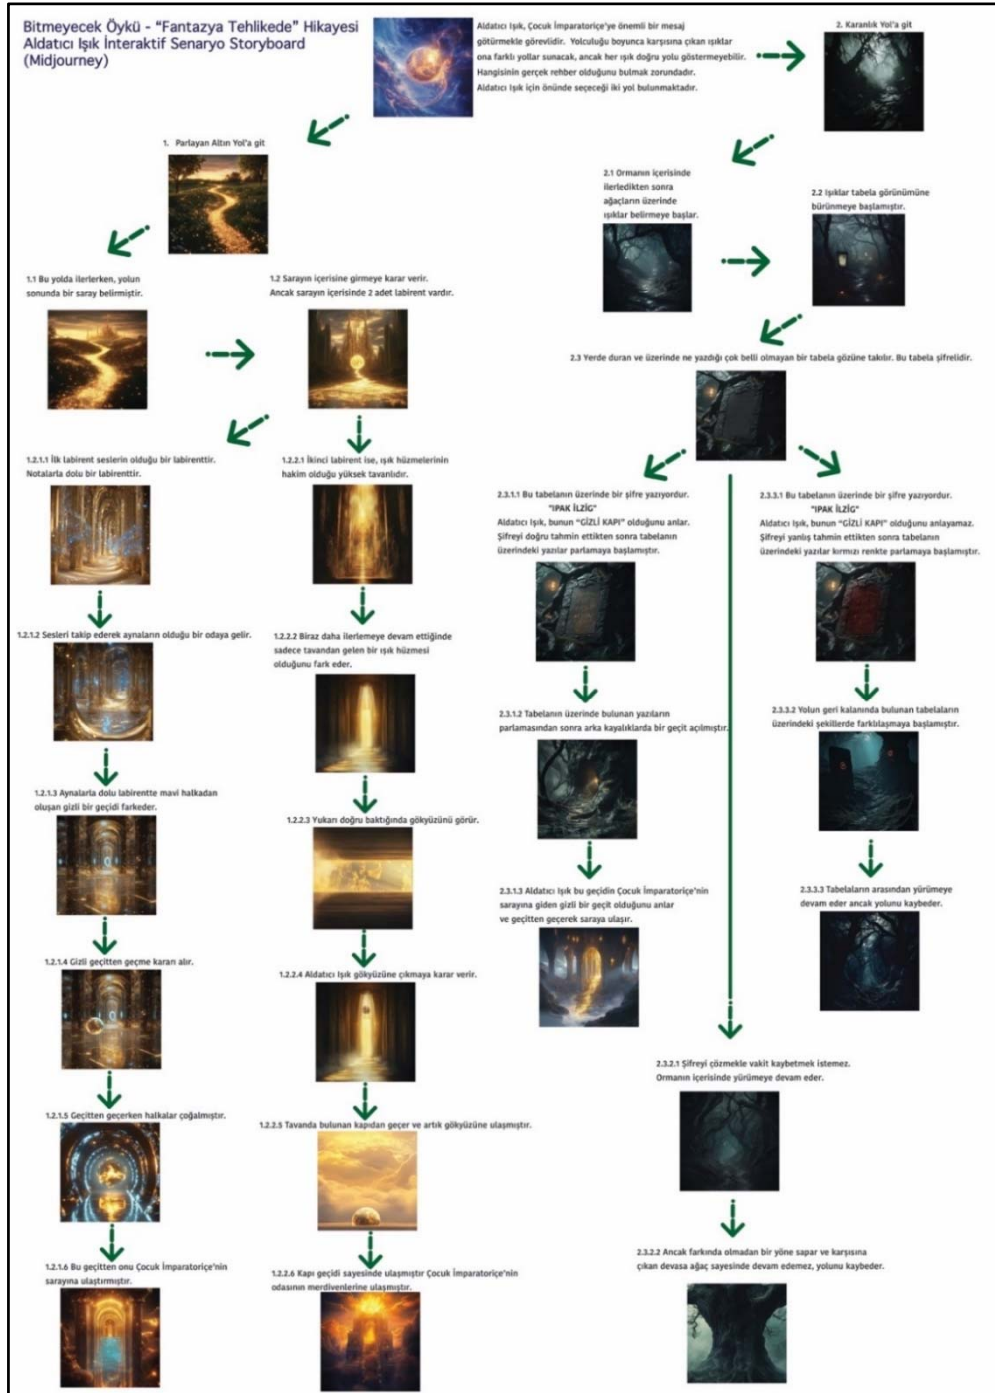 Bitmeyecek Öykü - “Fantazya Tehlikede” Hikayesi
Aldatıcı Işık İnteraktif Senaryo Storyboard
(Midjourney)
Aldatıcı Işık, Çocuk İmparatoriçe'ye önemli bir mesaj
götürmekle görevlidir. Yolculuğu boyunca karşısına çıkan ışıklar
ona farklı yollar sunacak, ancak her ışık doğru yolu göstermeyebilir.
Hangisinin gerçek rehber olduğunu bulmak zorundadır.
Aldatıcı Işık için önünde seçeceği iki yol bulunmaktadır.
2. Karanlık Yol'a git
1. Parlayan Altın Yol'a git
2.1 Ormanın içerisinde
ilerledikten sonra
ağaçların üzerinde
ışıklar belirmeye başlar.
2.2 Işıklar tabela görünümüne
bürünmeye başlamıştır.
1.1 Bu yolda ilerlerken, yolun
sonunda bir saray belirmiştir.
1.2 Sarayın içerisine girmeye karar verir.
Ancak sarayın içerisinde 2 adet labirent vardır.
2.3 Yerde duran ve üzerinde ne yazdığı çok belli olmayan bir tabela gözüne takılır. Bu tabela şifrelidir.
1.2.1.1 İlk labirent seslerin olduğu bir labirenttir.
Notalarla dolu bir labirenttir.
1.2.2.1 İkinci labirent ise, ışık hüzmelerinin
hakim olduğu yüksek tavanlıdır.
2.3.1.1 Bu tabelanın üzerinde bir şifre yazıyordur.
"IPAK İLZİG"
Aldatıcı Işık, bunun “GİZLİ KAPI” olduğunu anlar.
Şifreyi doğru tahmin ettikten sonra tabelanın
üzerindeki yazılar parlamaya başlamıştır.
2.3.3.1 Bu tabelanın üzerinde bir şifre yazıyordur.
"IPAK İLZİG"
Aldatıcı Işık, bunun “GİZLİ KAPI” olduğunu anlayamaz.
Şifreyi yanlış tahmin ettikten sonra tabelanın
üzerindeki yazılar kırmızı renkte parlamaya başlamıştır.
1.2.1.2 Sesleri takip ederek aynaların olduğu bir odaya gelir.
1.2.2.2 Biraz daha ilerlemeye devam ettiğinde
sadece tavandan gelen bir ışık hüzmesi
olduğunu fark eder.
2.3.1.2 Tabelanın üzerinde bulunan yazıların
parlamasından sonra arka kayalıklarda bir geçit açılmıştır.
2.3.3.2 Yolun geri kalanında bulunan tabelaların
üzerindeki şekillerde farklılaşmaya başlamıştır.
1.2.1.3 Aynalarla dolu labirentte mavi halkadan
oluşan gizli bir geçidi farkeder.
1.2.2.3 Yukarı doğru baktığında gökyüzünü görür.
2.3.1.3 Aldatıcı Işık bu geçidin Çocuk İmparatoriçe'nin
sarayına giden gizli bir geçit olduğunu anlar
ve geçitten geçerek saraya ulaşır.
2.3.3.3 Tabelaların arasından yürümeye
devam eder ancak yolunu kaybeder.
1.2.1.4 Gizli geçitten geçme kararı alır.
1.2.2.4 Aldatıcı Işık gökyüzüne çıkmaya karar verir.
2.3.2.1 Şifreyi çözmekle vakit kaybetmek istemez.
Ormanın içerisinde yürümeye devam eder.
1.2.1.5 Geçitten geçerken halkalar çoğalmıştır.
1.2.2.5 Tavanda bulunan kapıdan geçer ve artık gökyüzüne ulaşmıştır.
2.3.2.2 Ancak farkında olmadan bir yöne sapar ve karşısına
çıkan devasa ağaç sayesinde devam edemez, yolunu kaybeder.
1.2.1.6 Bu geçitten onu Çocuk İmparatoriçe'nin
sarayına ulaştırmıştır.
1.2.2.6 Kapı geçidi sayesinde ulaşmıştır Çocuk İmparatoriçe'nin
odasının merdivenlerine ulaşmıştır.